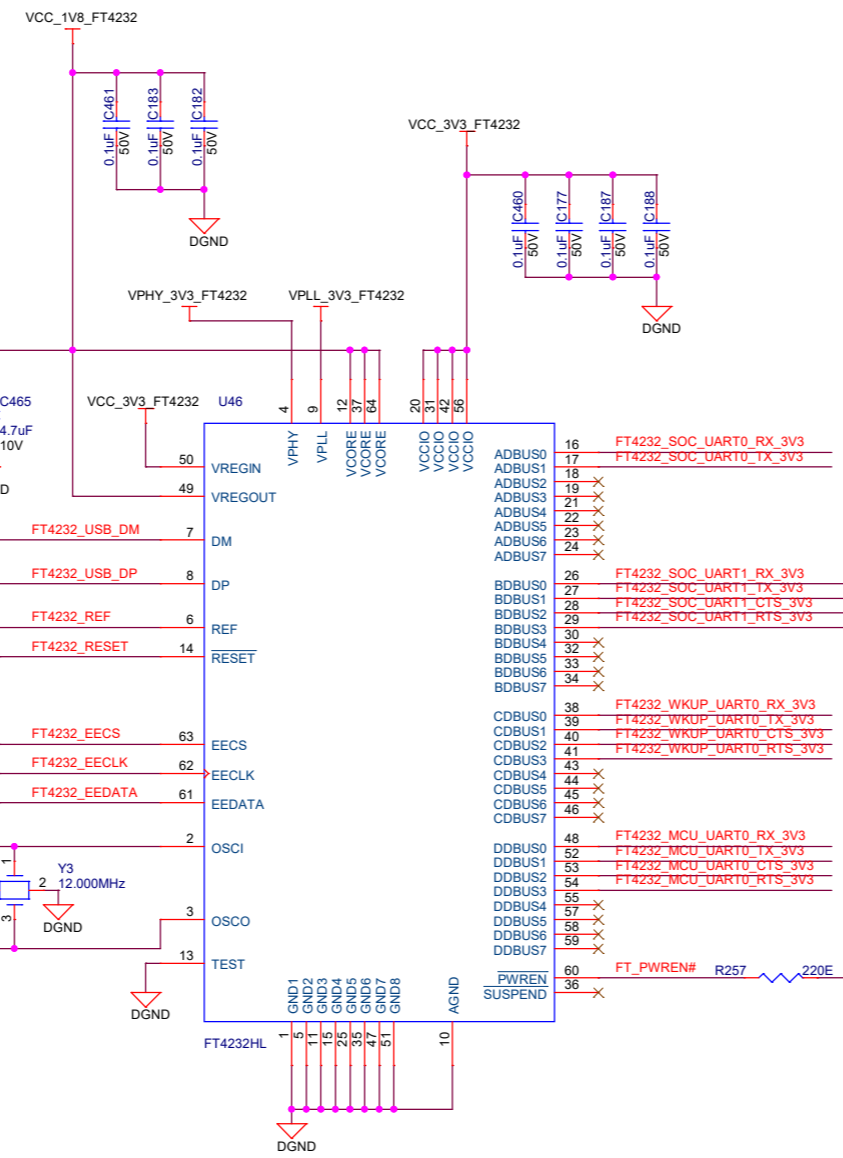 VCC_1V8_FT4232
0.1uF C461 50V
0.1uF C183 50V
0.1uF C182 50V
DGND
VCC_3V3_FT4232
0.1uF C460 50V
0.1uF C177 50V
0.1uF C187 50V
0.1uF C188 50V
DGND
VPHY_3V3_FT4232
VPLL_3V3_FT4232
C465
4.7uF
10V
D
VCC_3V3_FT4232
U46
4 VPHY
9 VPLL
12 VCORE
37 VCORE
64 VCORE
20 VCCIO
31 VCCIO
42 VCCIO
56 VCCIO
50 VREGIN
49 VREGOUT
FT4232_USB_DM 7 DM
FT4232_USB_DP 8 DP
FT4232_REF 6 REF
FT4232_RESET 14 RESET
FT4232_EECS 63 EECS
FT4232_EECLK 62 EECLK
FT4232_EEDATA 61 EEDATA
2 OSCI
1
Y3
2 12.000MHz
3
DGND
3 OSCO
13 TEST
DGND
ADBUS0 16 FT4232_SOC_UART0_RX_3V3
ADBUS1 17 FT4232_SOC_UART0_TX_3V3
ADBUS2 18
ADBUS3 19
ADBUS4 21
ADBUS5 22
ADBUS6 23
ADBUS7 24
BDBUS0 26 FT4232_SOC_UART1_RX_3V3
BDBUS1 27 FT4232_SOC_UART1_TX_3V3
BDBUS2 28 FT4232_SOC_UART1_CTS_3V3
BDBUS3 29 FT4232_SOC_UART1_RTS_3V3
BDBUS4 30
BDBUS5 32
BDBUS6 33
BDBUS7 34
CDBUS0 38 FT4232_WKUP_UART0_RX_3V3
CDBUS1 39 FT4232_WKUP_UART0_TX_3V3
CDBUS2 40 FT4232_WKUP_UART0_CTS_3V3
CDBUS3 41 FT4232_WKUP_UART0_RTS_3V3
CDBUS4 43
CDBUS5 44
CDBUS6 45
CDBUS7 46
DDBUS0 48 FT4232_MCU_UART0_RX_3V3
DDBUS1 52 FT4232_MCU_UART0_TX_3V3
DDBUS2 53 FT4232_MCU_UART0_CTS_3V3
DDBUS3 54 FT4232_MCU_UART0_RTS_3V3
DDBUS4 55
DDBUS5 57
DDBUS6 58
DDBUS7 59
PWREN 60 FT_PWREN# R257 220E
SUSPEND 36
GND1 1
GND2 5
GND3 11
GND4 15
GND5 25
GND6 35
GND7 47
GND8 51
AGND 10
FT4232HL
DGND